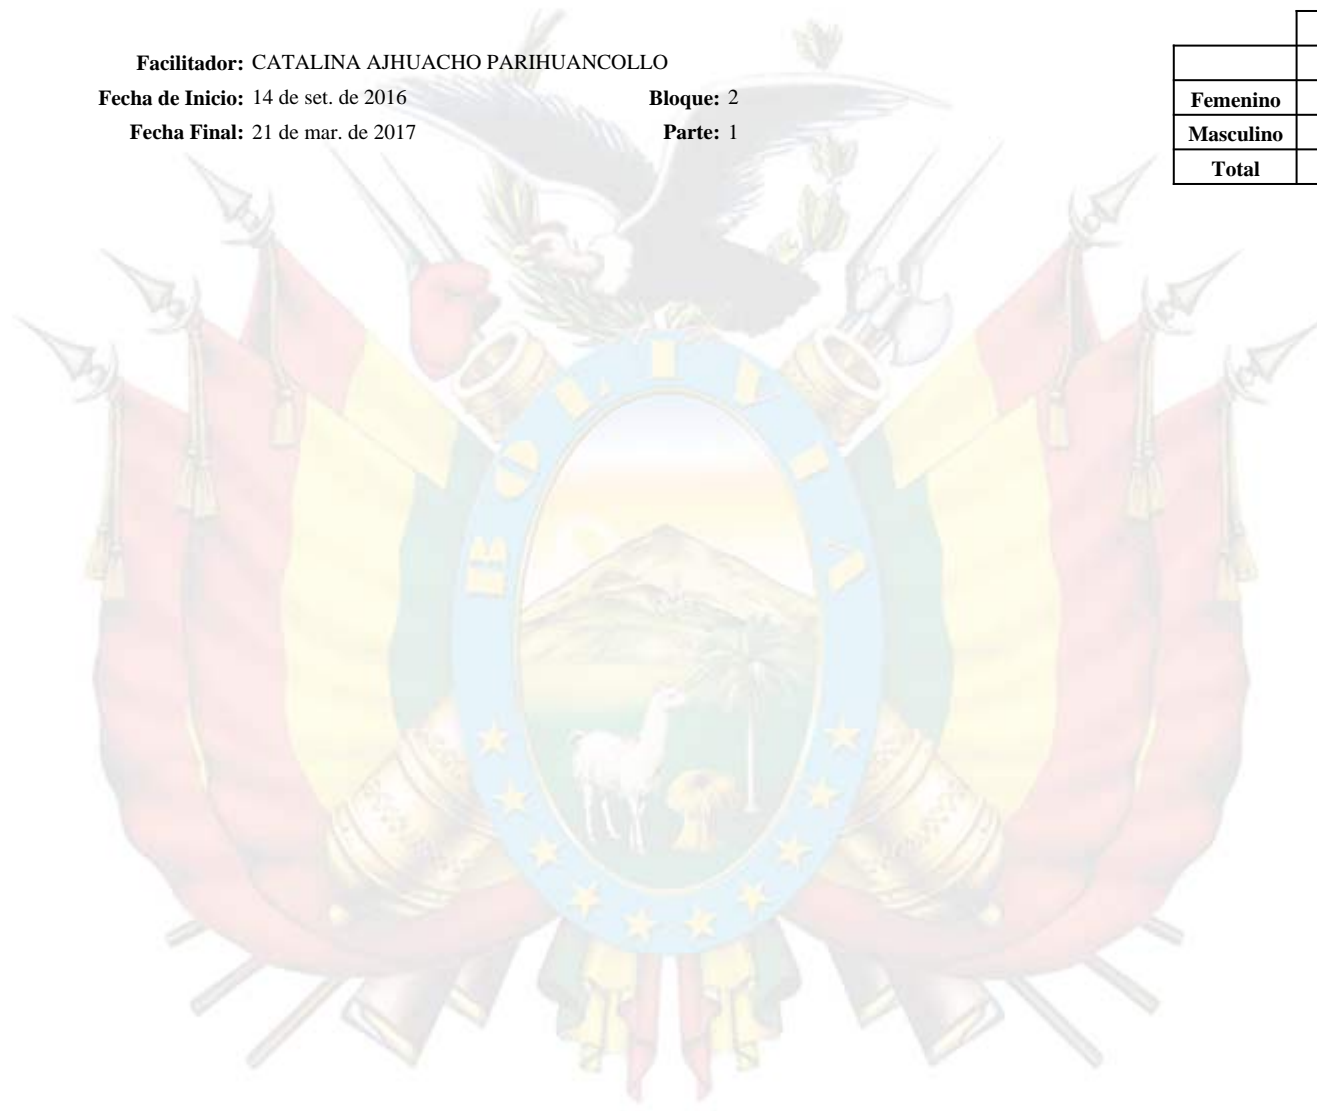 Facilitador: CATALINA AJHUACHO PARIHUANCOLLO
Fecha de Inicio: 14 de set. de 2016 Bloque: 2
Fecha Final: 21 de mar. de 2017 Parte: 1
Femenino
Masculino
Total
BOLIVIA